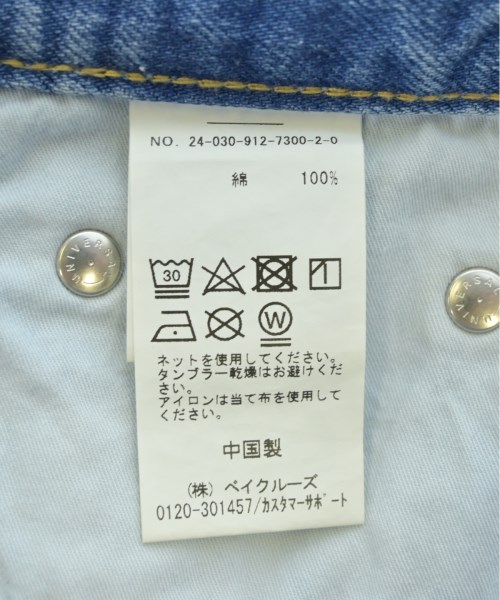 NO. 24-030-912-7300-2-0
綿 100%
30
W
ネットを使用してください。
タンブラー乾燥はお避けくだ
さい。
アイロンは当て布を使用して
ください。
中国製
(株) ベイクルーズ
0120-301457/カスタマーサポート
UNIVERSA
UNIVERSA